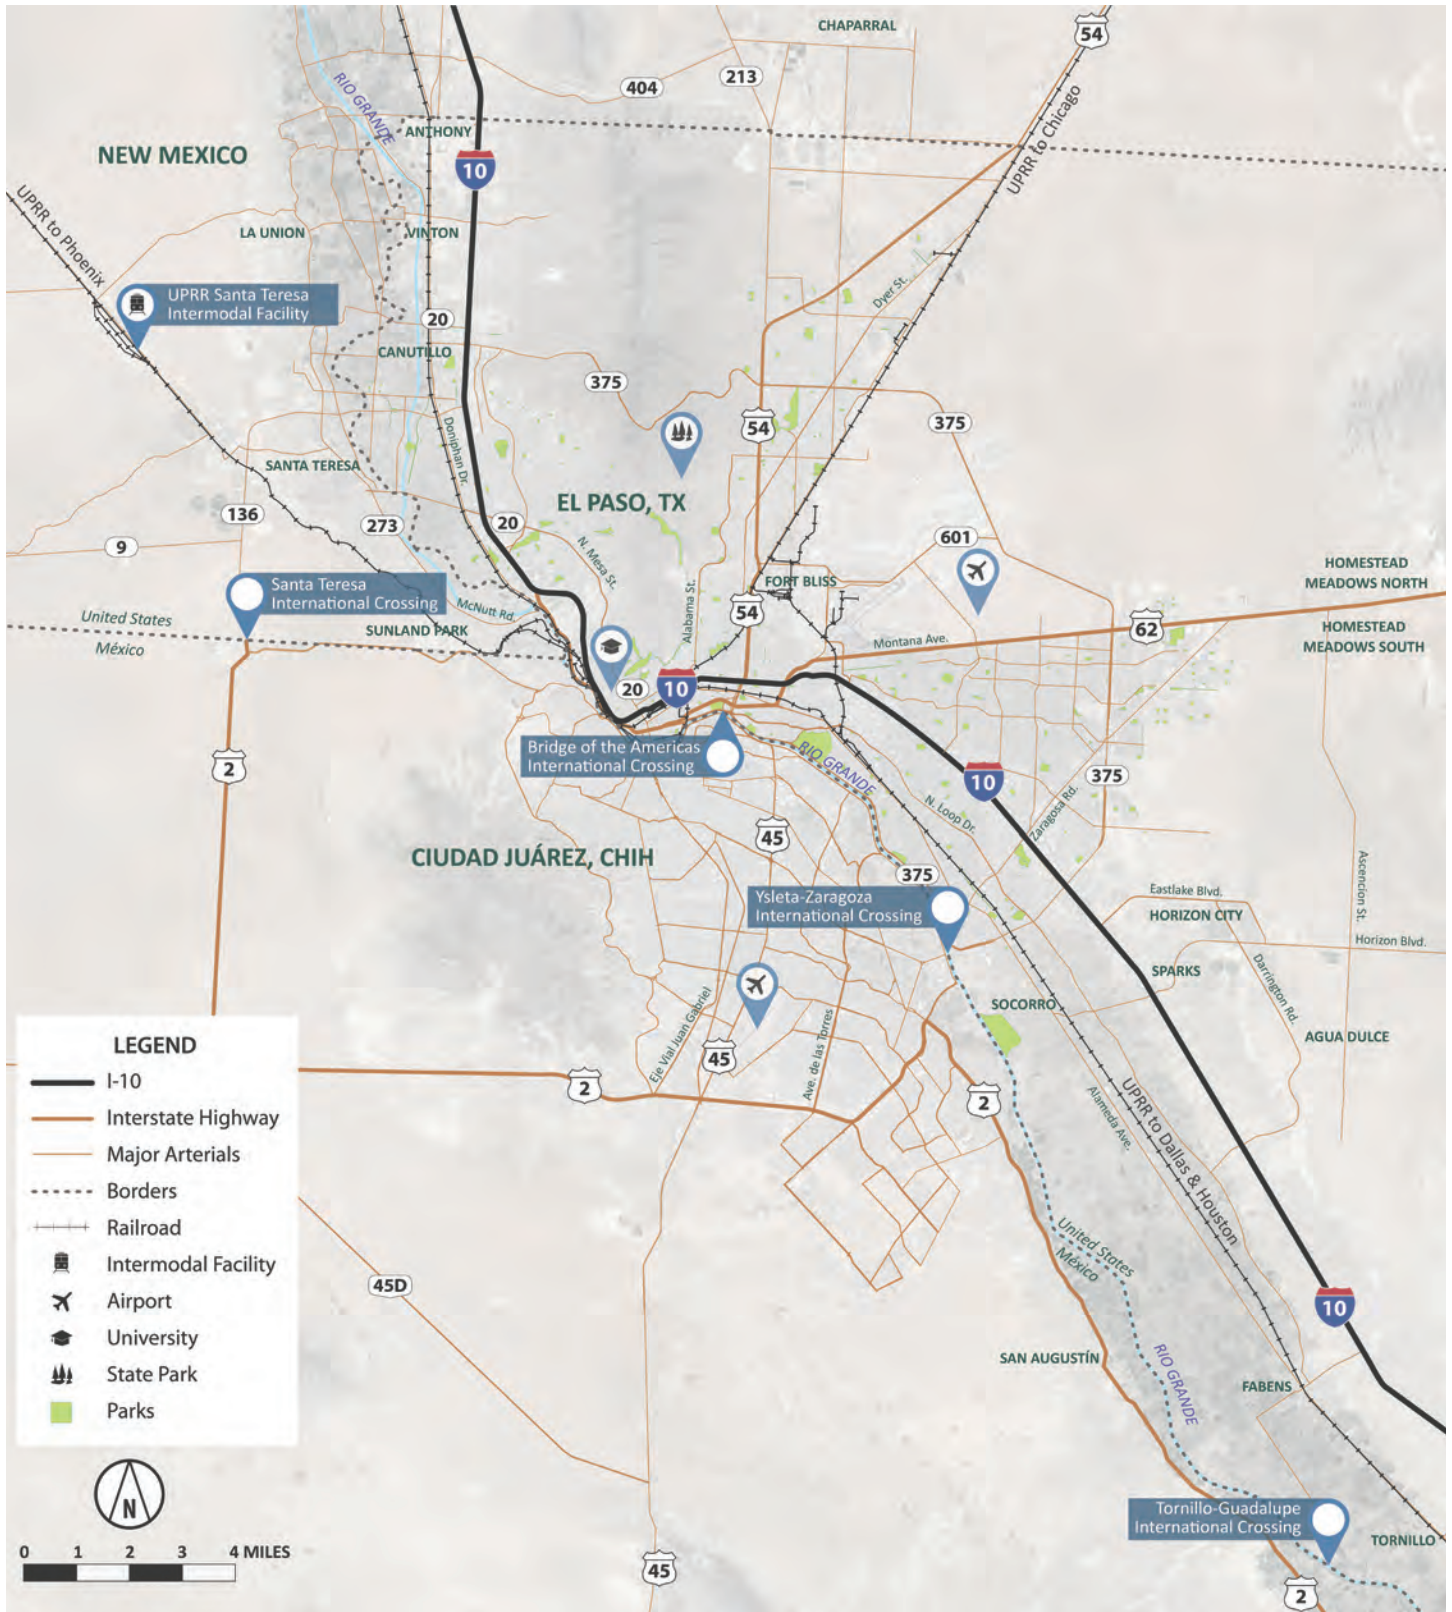 CHAPARRAL
54
213
404
RIO GRANDE
UPRR to Chicago
ANTHONY
NEW MEXICO
10
UPRR to Phoenix
LA UNION
VINTON
UPRR Santa Teresa
Intermodal Facility
Dyer St.
20
CANUTILLO
375
54
375
Doniphan Dr.
SANTA TERESA
EL PASO, TX
136
273
20
601
9
N. Mesa St.
FORT BLISS
HOMESTEAD
MEADOWS NORTH
Santa Teresa
International Crossing
McNutt Rd.
Alabama St.
54
United States
México
SUNLAND PARK
Montana Ave.
62
HOMESTEAD
MEADOWS SOUTH
20
10
Bridge of the Americas
International Crossing
RIO GRANDE
2
10
375
N. Loop Dr.
Zaragosa Rd.
45
CIUDAD JUÁREZ, CHIH
375
Ascencion St.
Ysleta-Zaragoza
International Crossing
Eastlake Blvd.
HORIZON CITY
Horizon Blvd.
SPARKS
Darrington Rd.
SOCORRO
Eje Vial Juan Gabriel
Ave. de las Torres
AGUA DULCE
45
2
2
UPRR to Dallas & Houston
Alameda Ave.
LEGEND
I-10
Interstate Highway
Major Arterials
Borders
Railroad
Intermodal Facility
Airport
University
State Park
Parks
United States
México
45D
10
SAN AUGUSTÍN
RIO GRANDE
FABENS
N
Tornillo-Guadalupe
International Crossing
TORNILLO
0 1 2 3 4 MILES
45
2